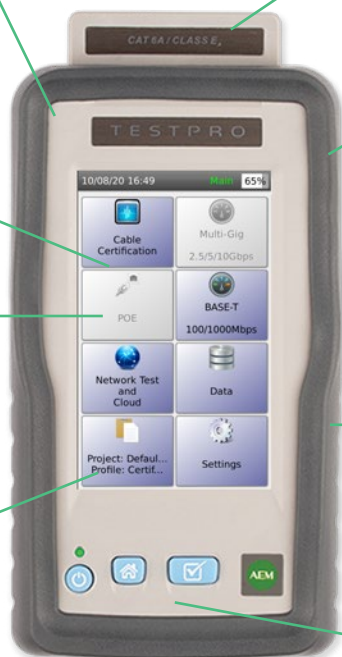 CAT6A/CLASS EA
TESTPRO
10/08/20 16:49 Main 65%
Cable
Certification
Multi-Gig
2.5/5/10Gbps
POE
BASE-T
100/1000Mbps
Network Test
and
Cloud
Data
Project: Defaul...
Profile: Certif...
Settings
AEM